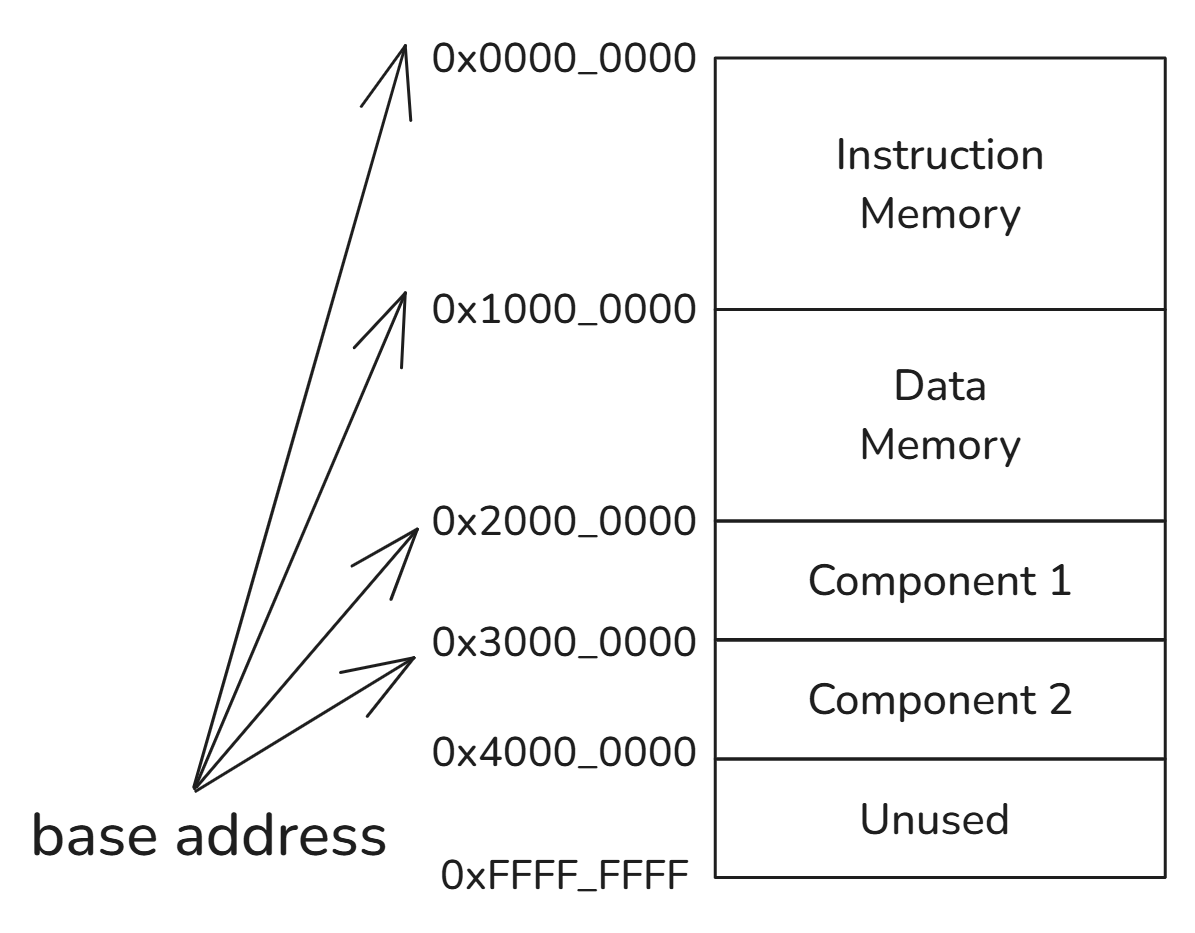 0x0000_0000
Instruction
Memory
0x1000_0000
Data
Memory
0x2000_0000
Component 1
0x3000_0000
Component 2
0x4000_0000
Unused
base address
0xFFFF_FFFF